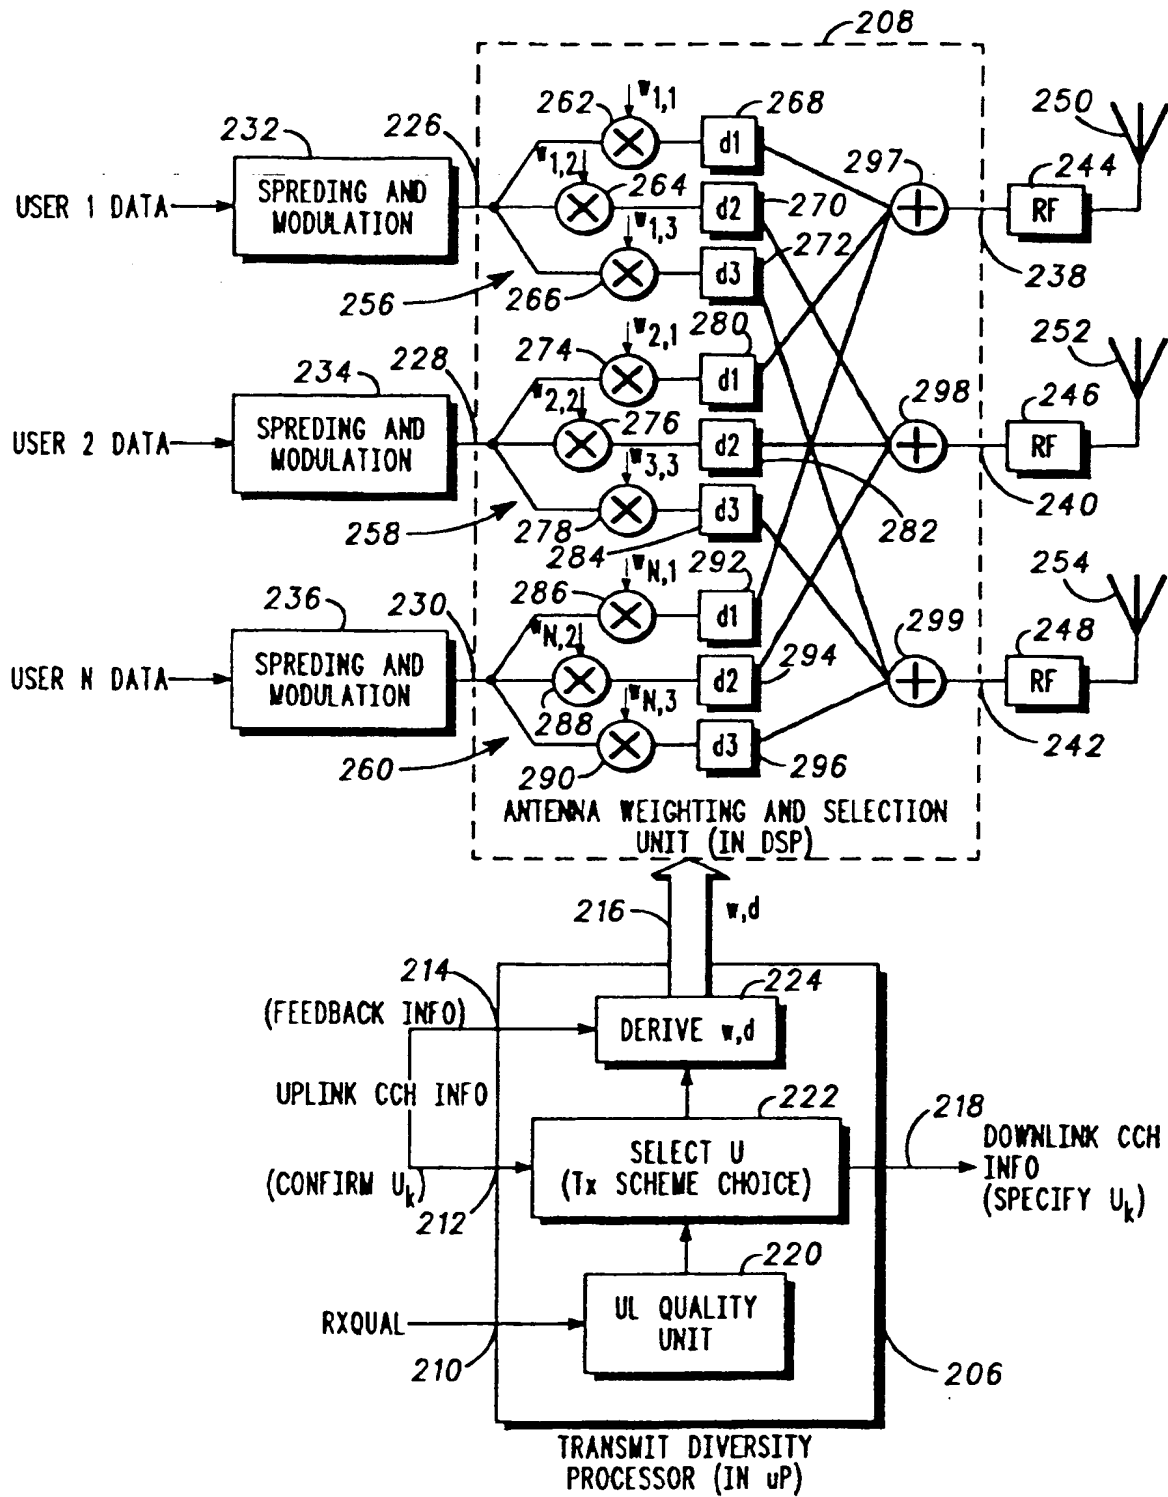 208
w1,1
262
268
250
232
226
d1
297
244
w1,2
SPREDING AND
MODULATION
USER 1 DATA
264
d2
270
RF
w1,3
256
266
d3
272
238
w2,1
280
252
274
234
228
d1
298
246
w2,2
SPREDING AND
MODULATION
USER 2 DATA
276
d2
RF
w3,3
258
278
284
d3
282
240
wN,1
292
254
286
236
230
d1
299
248
wN,2
SPREDING AND
MODULATION
USER N DATA
294
d2
RF
288
wN,3
260
290
d3
296
242
ANTENNA WEIGHTING AND SELECTION
UNIT (IN DSP)
216
w,d
214
224
(FEEDBACK INFO)
DERIVE w,d
UPLINK CCH INFO
222
218
SELECT U
(Tx SCHEME CHOICE)
DOWNLINK CCH
INFO
(SPECIFY Uk)
(CONFIRM Uk)
212
220
RXQUAL
UL QUALITY
UNIT
210
206
TRANSMIT DIVERSITY
PROCESSOR (IN uP)